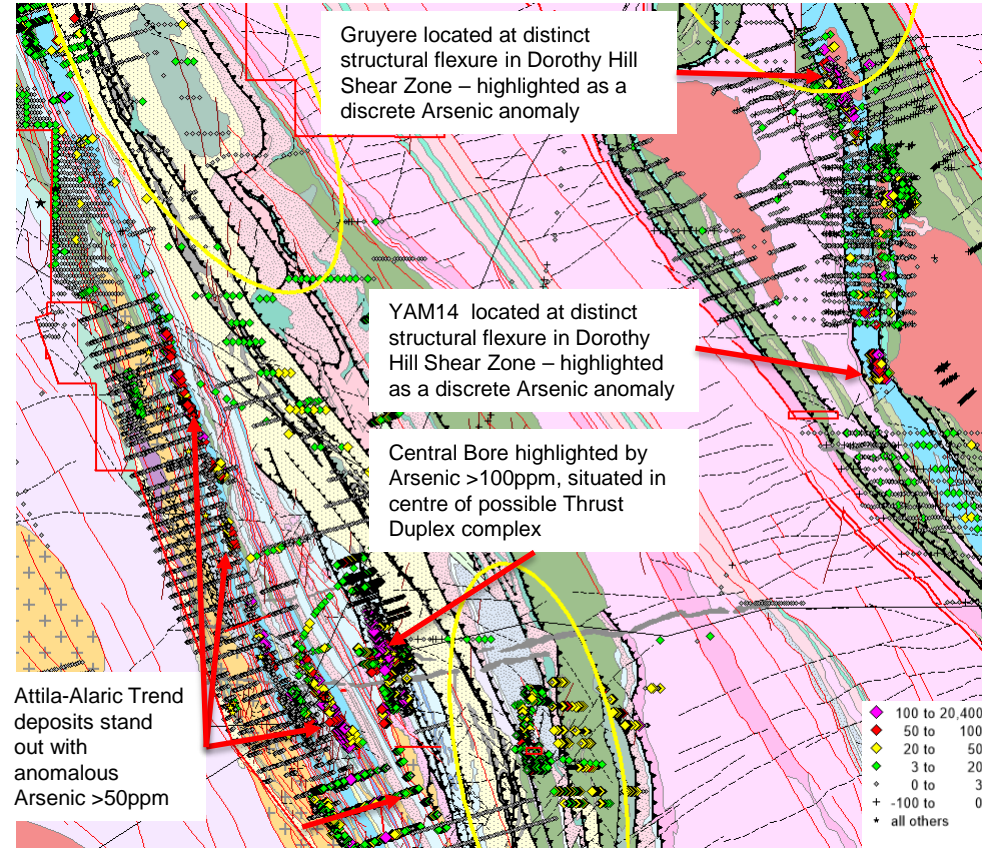 Gruyere located at distinct
structural flexure in Dorothy Hill
Shear Zone – highlighted as a
discrete Arsenic anomaly
YAM14 located at distinct
structural flexure in Dorothy
Hill Shear Zone – highlighted
as a discrete Arsenic anomaly
Central Bore highlighted by
Arsenic >100ppm, situated in
centre of possible Thrust
Duplex complex
Attila-Alaric Trend
deposits stand
out with
anomalous
Arsenic >50ppm
100 to 20,400
50 to 100
20 to 50
3 to 20
0 to 3
-100 to 0
all others